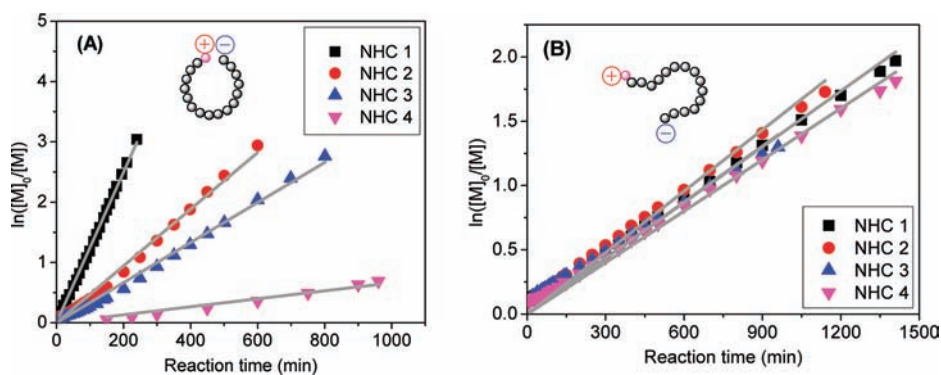 (A)
+ −
NHC 1
NHC 2
NHC 3
NHC 4
ln([M]0/[M])
5
4
3
2
1
0
0 200 400 600 800 1000
Reaction time (min)
(B)
+
−
NHC 1
NHC 2
NHC 3
NHC 4
ln([M]0/[M])
2.0
1.5
1.0
0.5
0.0
0 300 600 900 1200 1500
Reaction time (min)